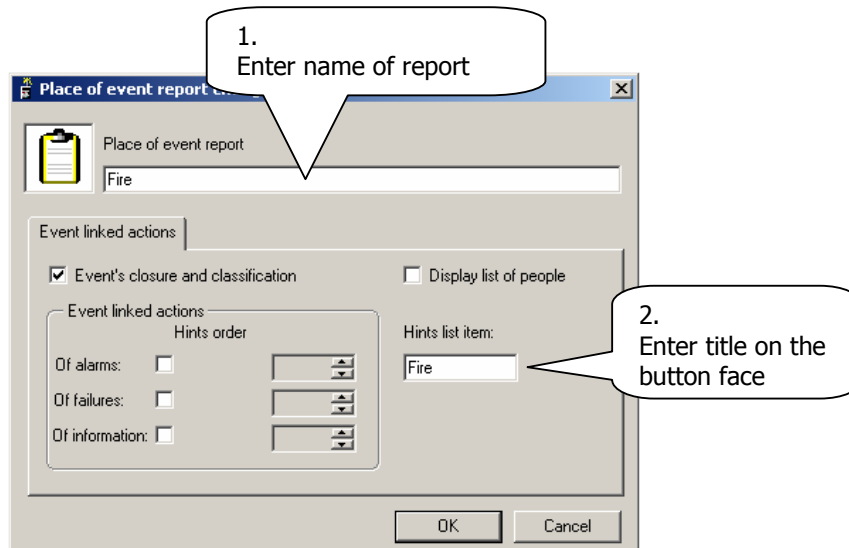 1.
Enter name of report
Place of event report
Place of event report
Fire
Event linked actions
Event's closure and classification
Display list of people
Event linked actions
Hints order
Hints list item:
Of alarms:
Fire
Of failures:
Of information:
2.
Enter title on the
button face
OK
Cancel